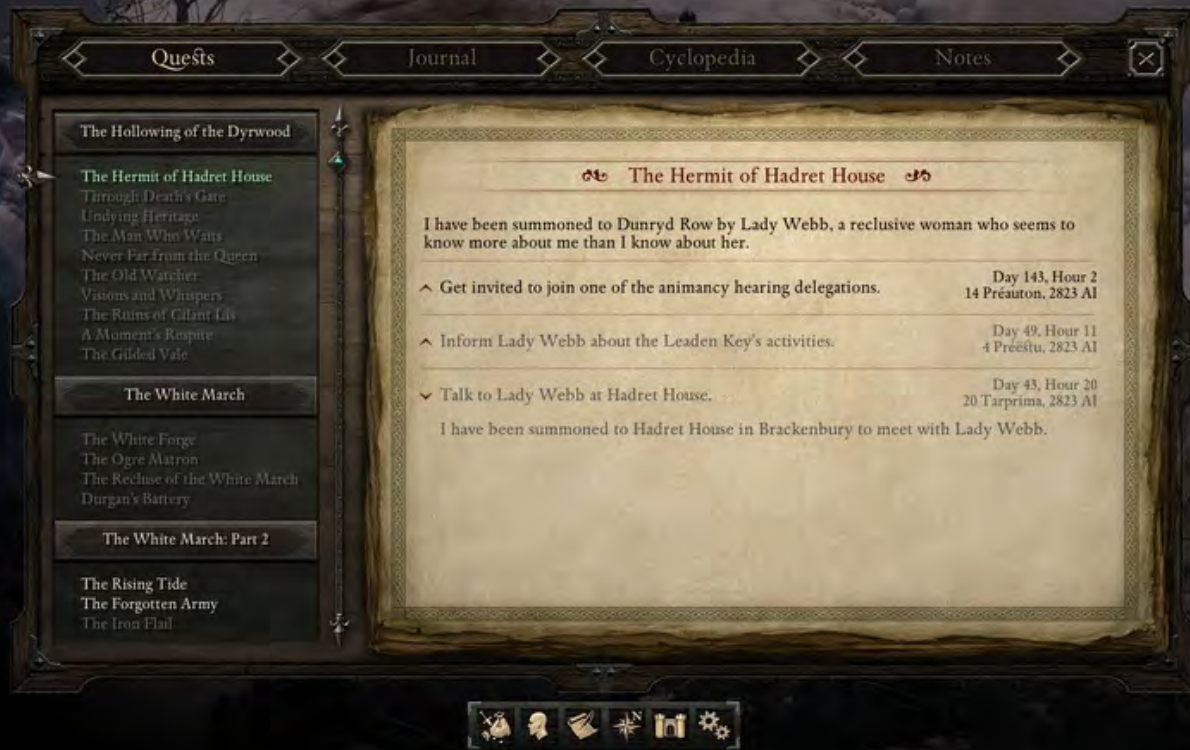 Quests
Journal
Cyclopedia
Notes
The Hollowing of the Dyrwood
The Hermit of Hadret House
Through Death's Gate
Undying Heritage
The Man Who Waits
Never Far from the Queen
The Old Watcher
Visions and Whispers
The Ruins of Cilant Lîs
A Moment's Respite
The Gilded Vale
The White March
The White Forge
The Ogre Matron
The Recluse of the White March
Durgan's Battery
The White March: Part 2
The Rising Tide
The Forgotten Army
The Iron Flail
The Hermit of Hadret House
I have been summoned to Dunryd Row by Lady Webb, a reclusive woman who seems to
know more about me than I know about her.
Get invited to join one of the animancy hearing delegations.
Day 143, Hour 2
14 Préauton, 2823 AI
Inform Lady Webb about the Leaden Key's activities.
Day 49, Hour 11
4 Préëstu, 2823 AI
Talk to Lady Webb at Hadret House.
Day 43, Hour 20
20 Tarprima, 2823 AI
I have been summoned to Hadret House in Brackenbury to meet with Lady Webb.
N